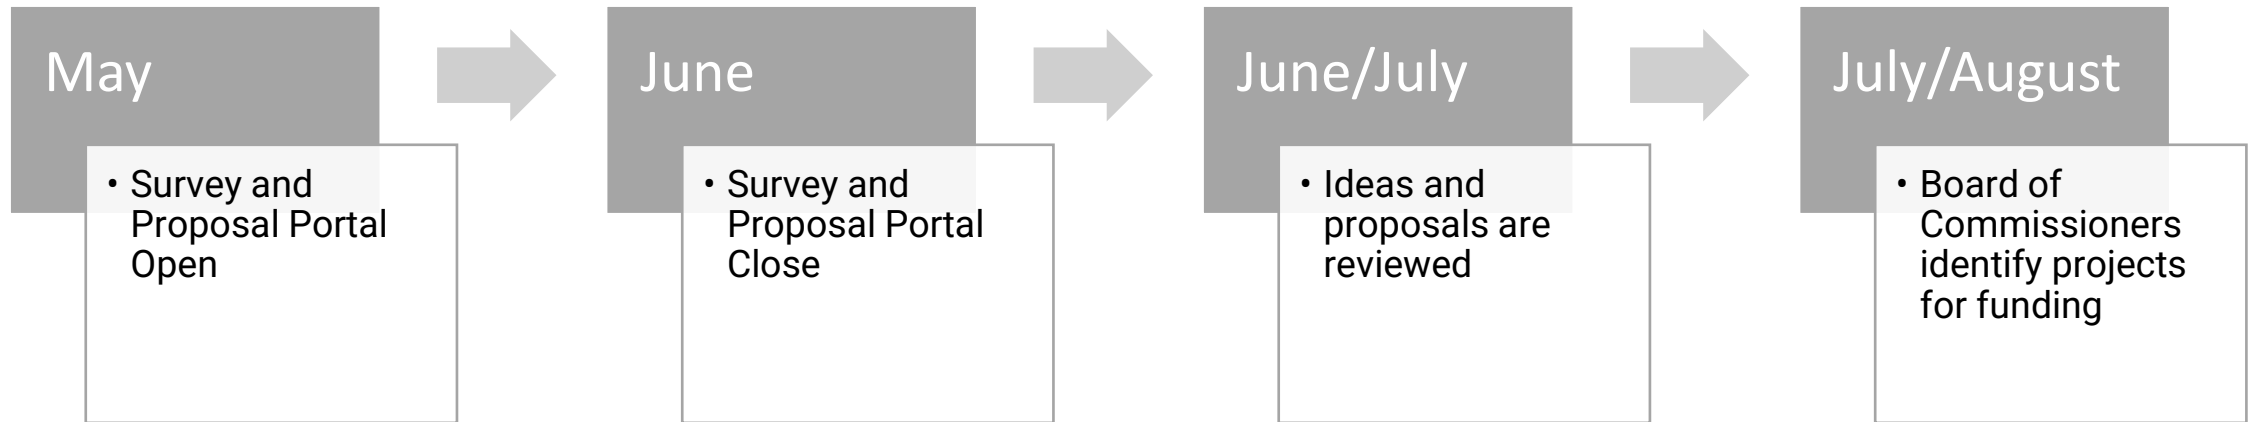 May
• Survey and
Proposal Portal
Open
June
• Survey and
Proposal Portal
Close
June/July
• Ideas and
proposals are
reviewed
July/August
• Board of
Commissioners
identify projects
for funding